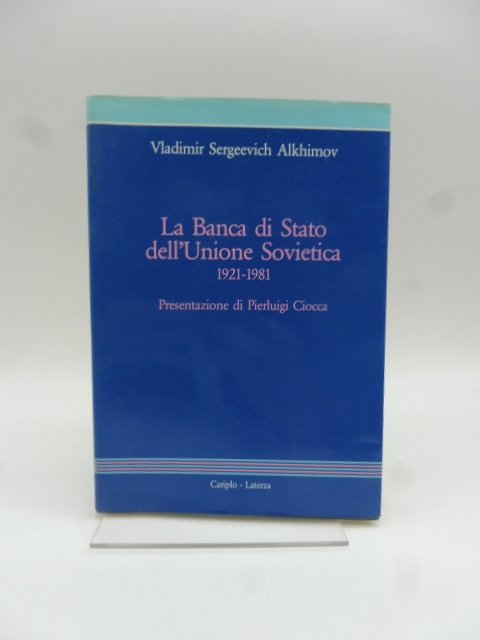 Vladimir Sergeevich Alkhimov
La Banca di Stato
dell'Unione Sovietica
1921-1981
Presentazione di Pierluigi Ciocca
Cariplo - Laterza